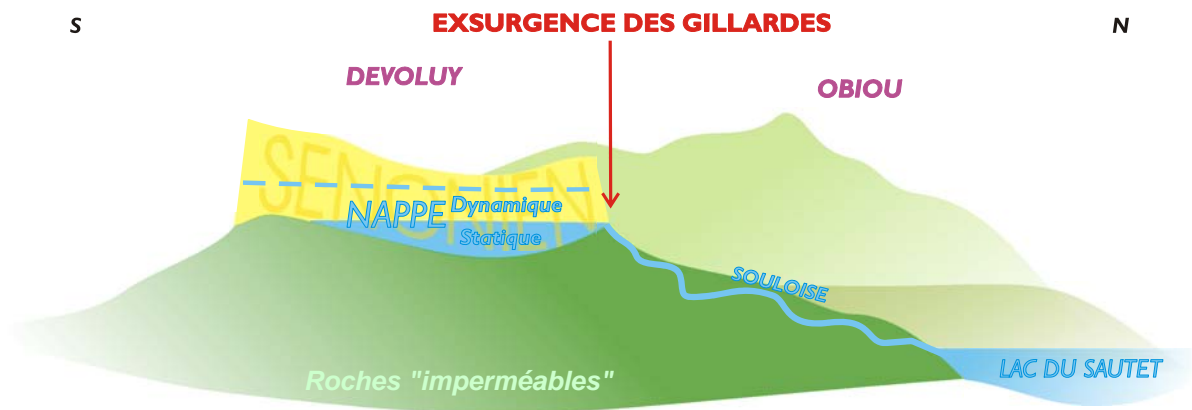 S
EXSURGENCE DES GILLARDES
N
DEVOLUY
OBIOU
SENONIEN
NAPPE Dynamique
Statique
SOULOISE
LAC DU SAUTET
Roches "imperméables"